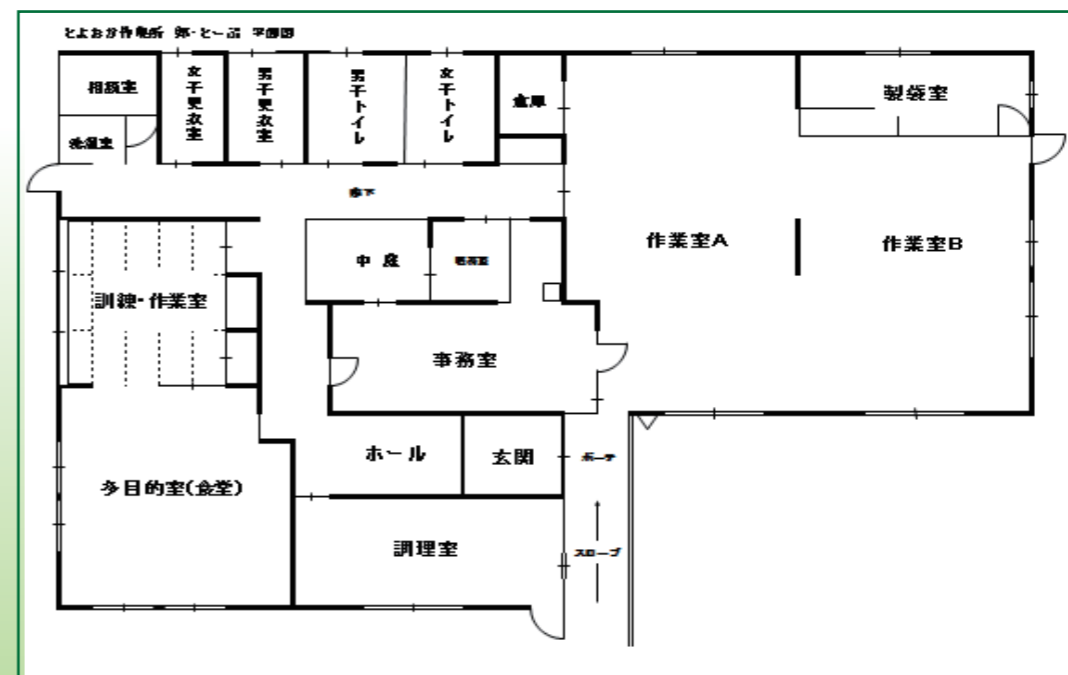 とよおか作業所 郷・とーぶ 平面図
相談室
女子更衣室
男子更衣室
男子トイレ
女子トイレ
倉庫
製袋室
洗濯室
廊下
作業室A
作業室B
中庭
訓練・作業室
事務室
ホール
玄関
ポーチ
多目的室(食堂)
調理室
スロープ